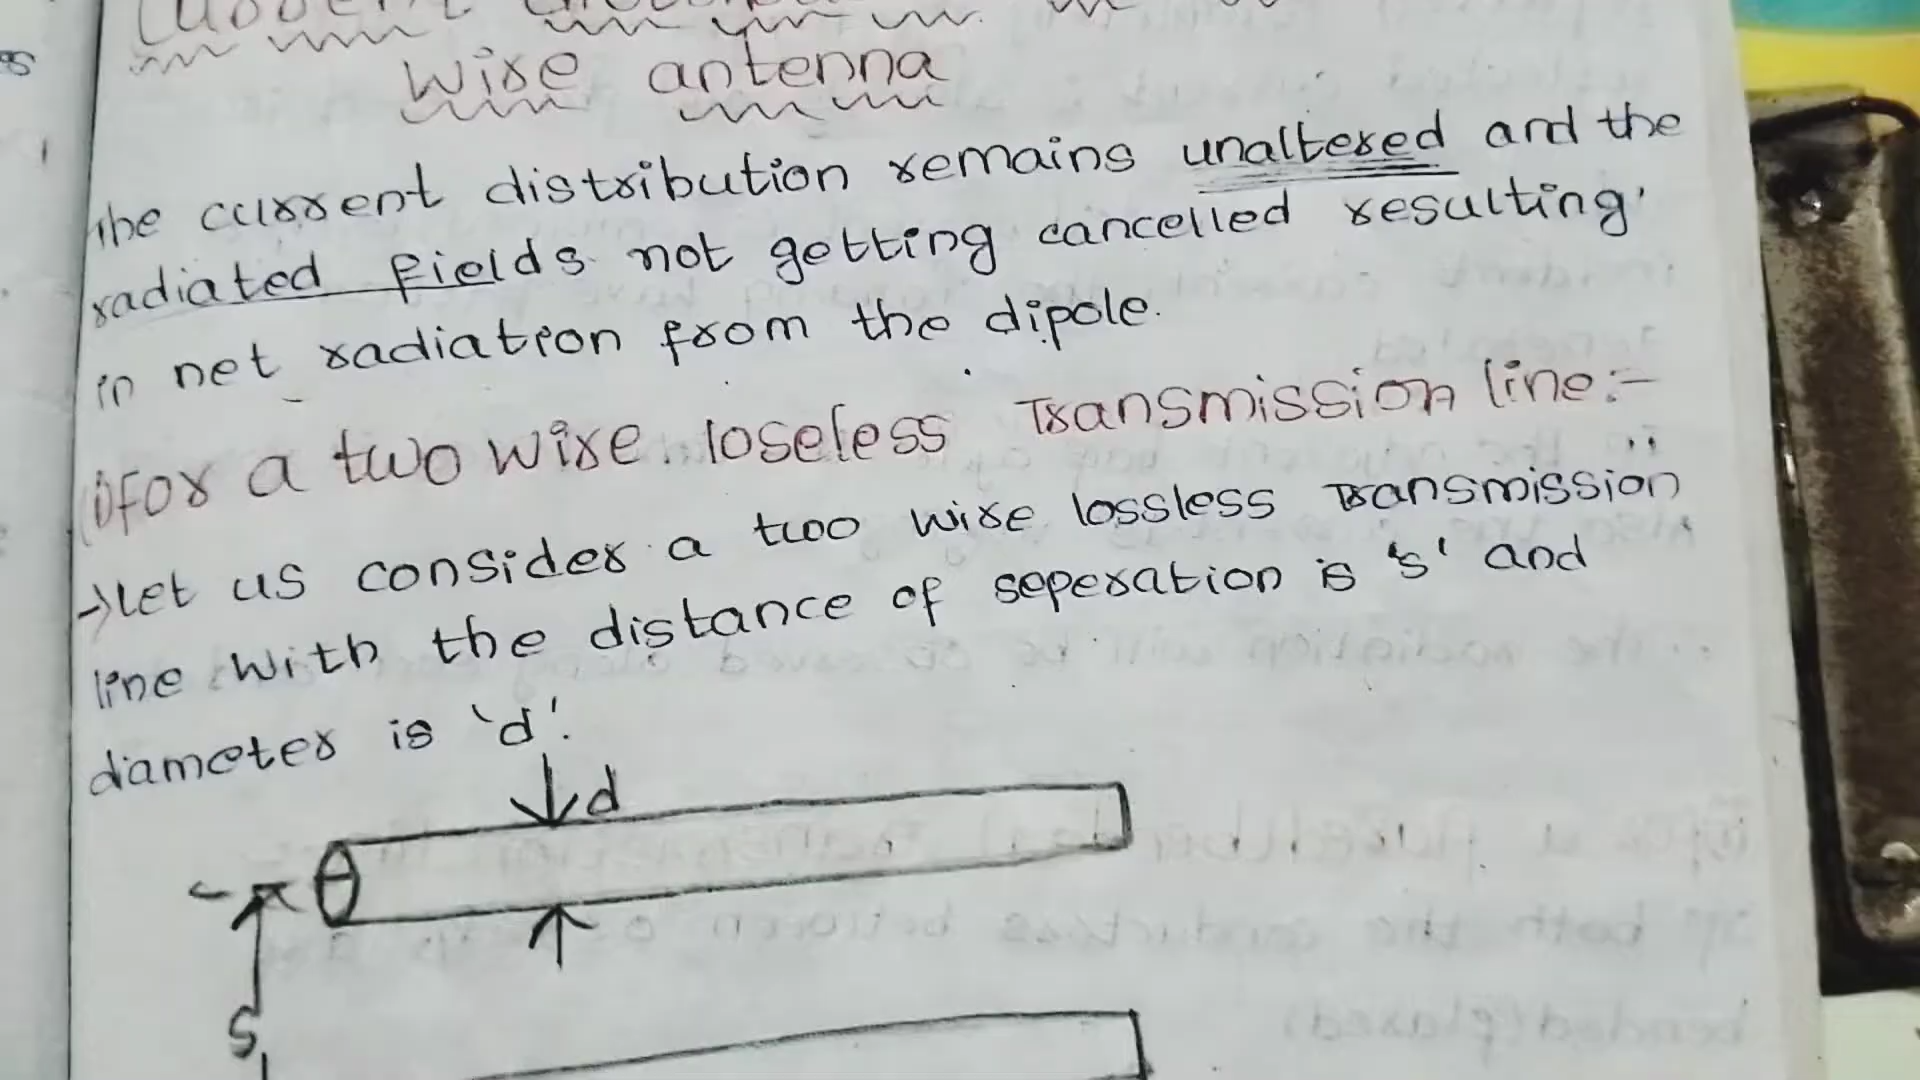 wire antenna
The current distribution remains unaltered and the
radiated fields not getting cancelled resulting
in net radiation from the dipole.
(i) For a two wire loseless Transmission line:-
→ let us consider a two wire lossless Transmission
line with the distance of seperation is 's' and
diameter is 'd'.
d
S